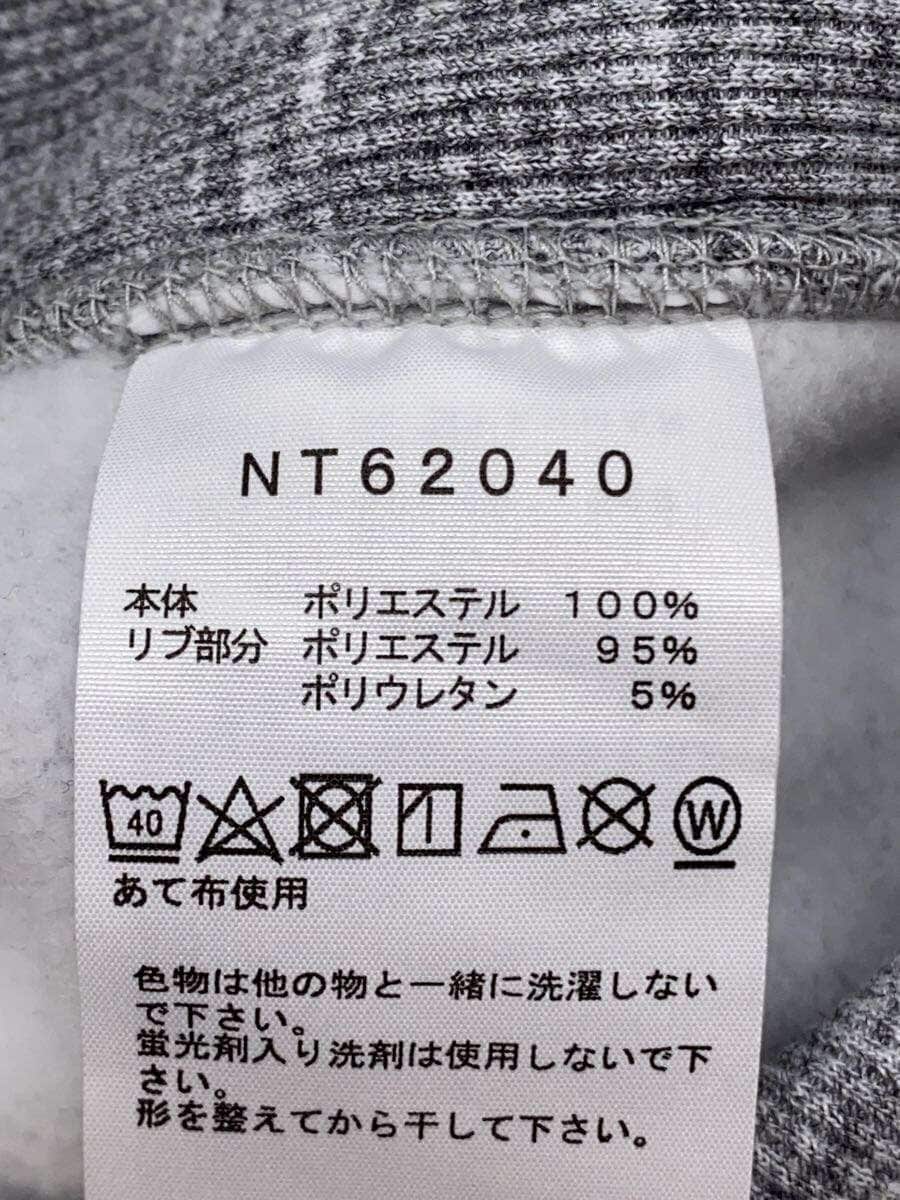 NT62040
本体 ポリエステル 100%
リブ部分 ポリエステル 95%
ポリウレタン 5%
40 W
あて布使用
色物は他の物と一緒に洗濯しない
で下さい。
蛍光剤入り洗剤は使用しないで下
さい。
形を整えてから干して下さい。